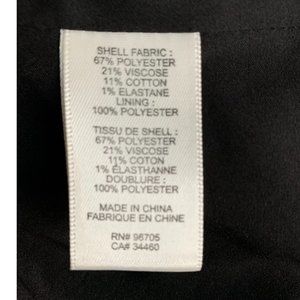 SHELL FABRIC :
67% POLYESTER
21% VISCOSE
11% COTTON
1% ELASTANE
LINING :
100% POLYESTER
TISSU DE SHELL :
67% POLYESTER
21% VISCOSE
11% COTON
1% ÉLASTHANNE
DOUBLURE :
100% POLYESTER
MADE IN CHINA
FABRIQUE EN CHINE
RN# 96705
CA# 34460